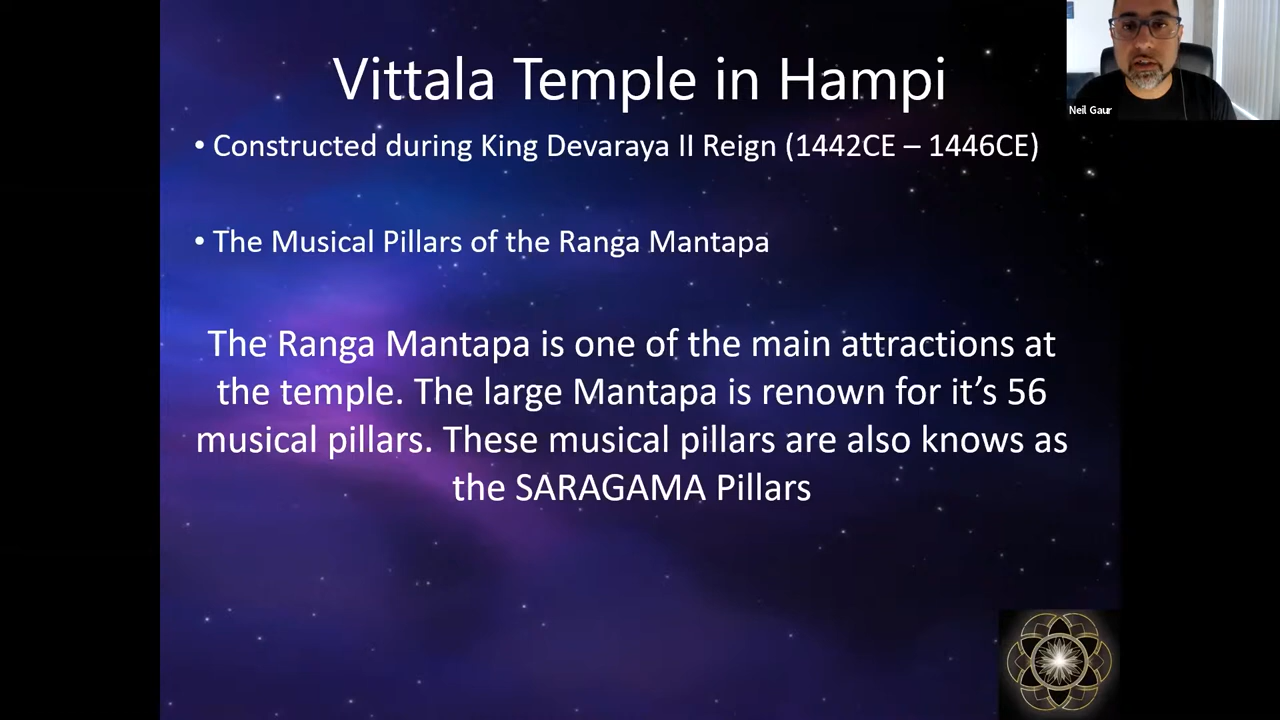 Vittala Temple in Hampi
• Constructed during King Devaraya II Reign (1442CE – 1446CE)
• The Musical Pillars of the Ranga Mantapa
The Ranga Mantapa is one of the main attractions at
the temple. The large Mantapa is renown for it’s 56
musical pillars. These musical pillars are also knows as
the SARAGAMA Pillars
Neil Gaur